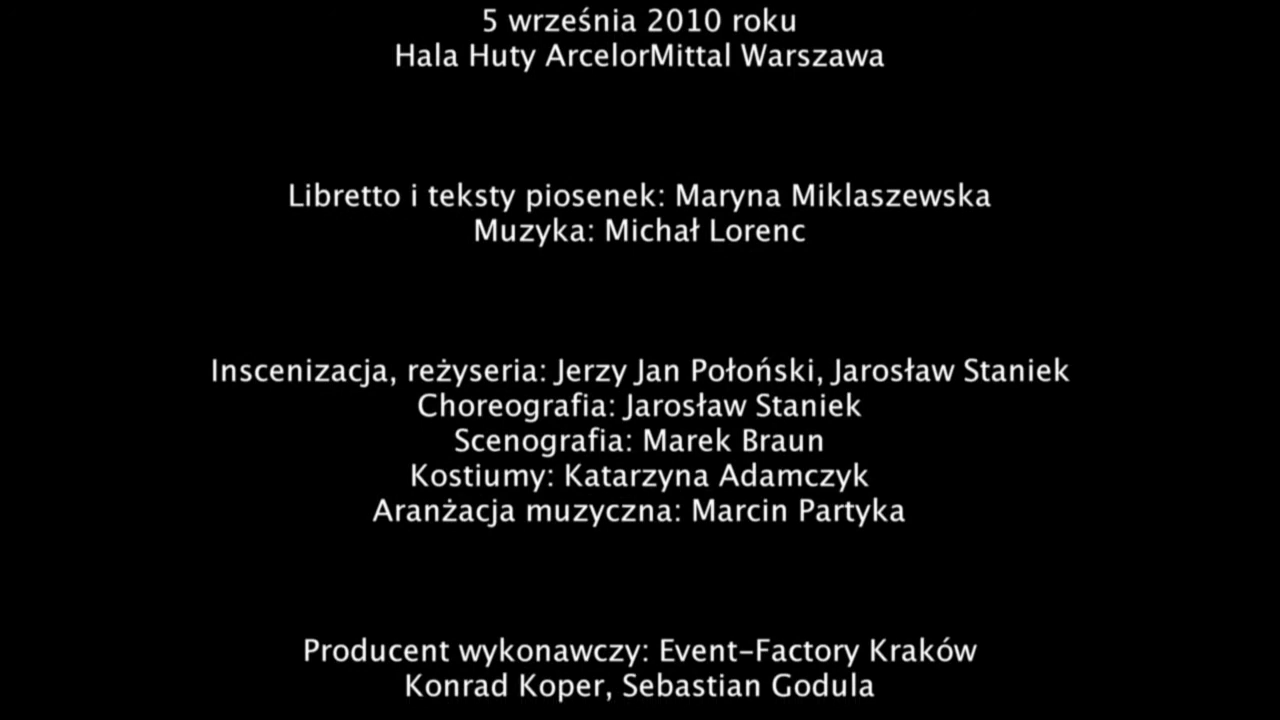 5 września 2010 roku
Hala Huty ArcelorMittal Warszawa
Libretto i teksty piosenek: Maryna Miklaszewska
Muzyka: Michał Lorenc
Inscenizacja, reżyseria: Jerzy Jan Połoński, Jarosław Staniek
Choreografia: Jarosław Staniek
Scenografia: Marek Braun
Kostiumy: Katarzyna Adamczyk
Aranżacja muzyczna: Marcin Partyka
Producent wykonawczy: Event–Factory Kraków
Konrad Koper, Sebastian Godula